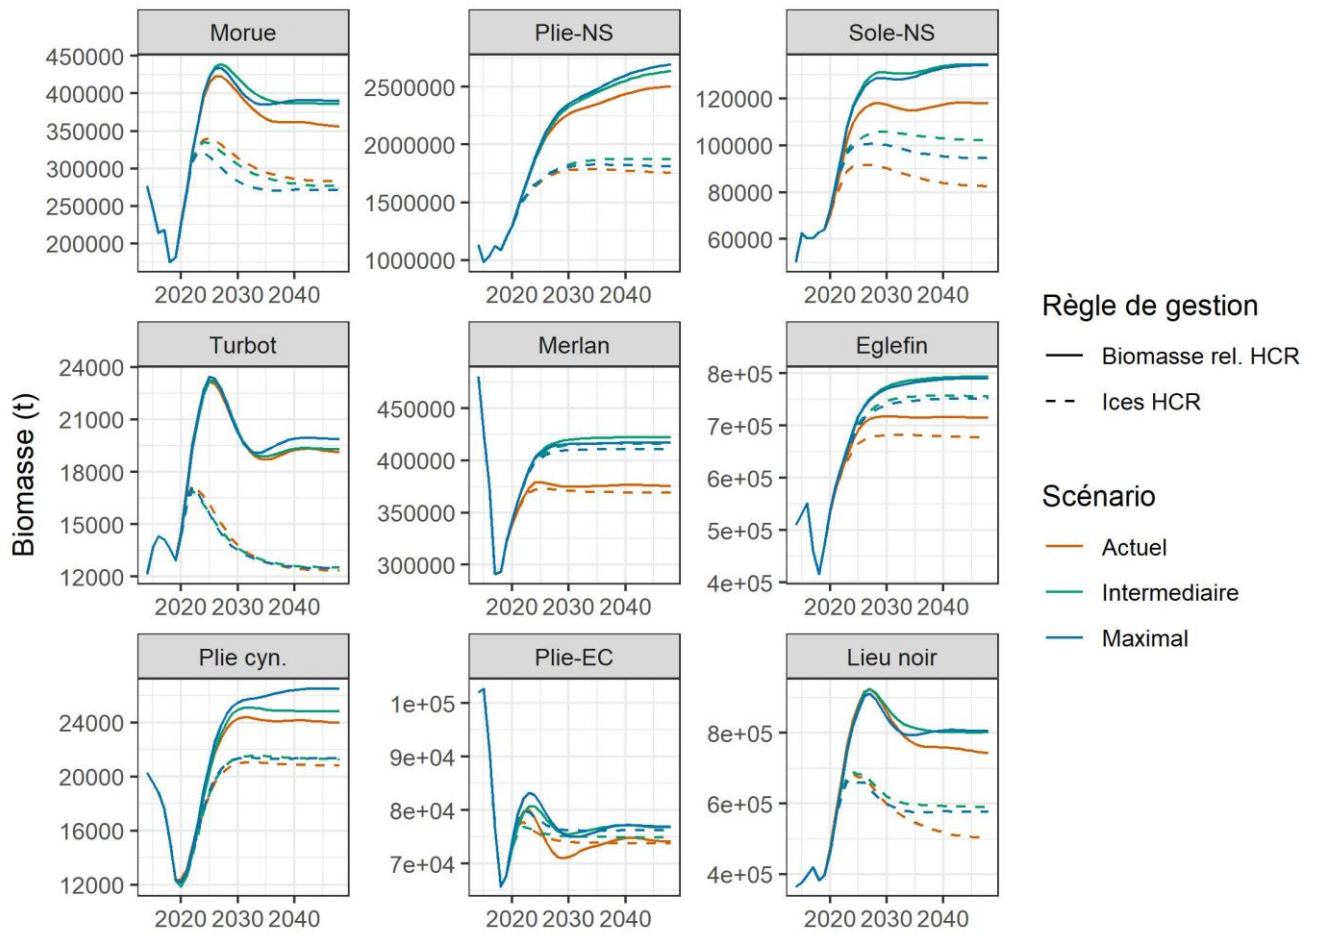 Morue
Plie-NS
Sole-NS
450000
400000
350000
300000
250000
200000
2500000
2000000
1500000
1000000
120000
100000
80000
60000
2020 2030 2040
2020 2030 2040
2020 2030 2040
Turbot
Merlan
Eglefin
24000
21000
18000
15000
12000
450000
400000
350000
300000
8e+05
7e+05
6e+05
5e+05
4e+05
2020 2030 2040
2020 2030 2040
2020 2030 2040
Plie cyn.
Plie-EC
Lieu noir
24000
20000
16000
12000
1e+05
9e+04
8e+04
7e+04
8e+05
6e+05
4e+05
2020 2030 2040
2020 2030 2040
2020 2030 2040
Biomasse (t)
Règle de gestion
Biomasse rel. HCR
Ices HCR
Scénario
Actuel
Intermediaire
Maximal